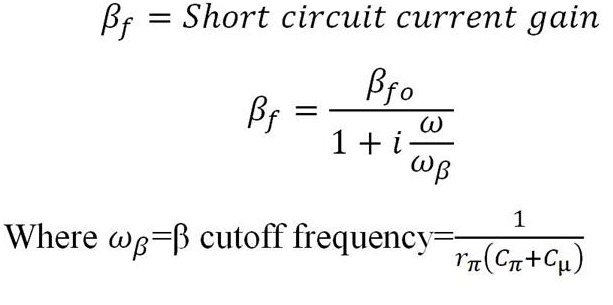 β_f = Short circuit current gain
β_f = β_fo / (1 + i ω/ω_β)
Where ω_β=β cutoff frequency= 1 / (r_π(C_π+C_μ))